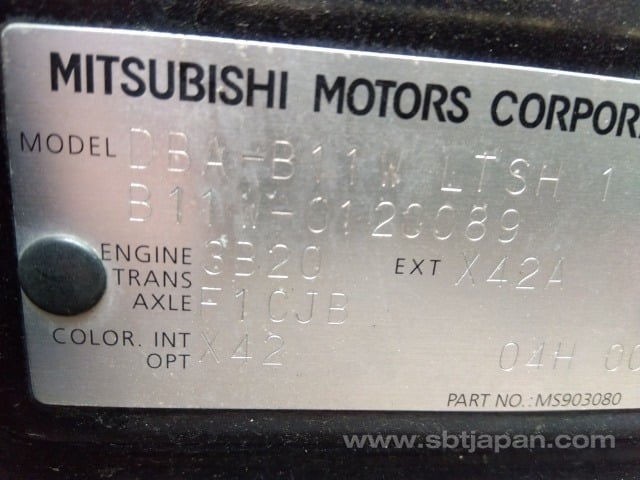 MITSUBISHI MOTORS CORPORA
MODEL DBA-B11W LTSH 1
B11W-0120089
ENGINE 3B20 EXT X42A
TRANS
AXLE F1CJB
COLOR. INT X42
OPT 04H 00
PART NO.: MS903080
www.sbtjapan.com